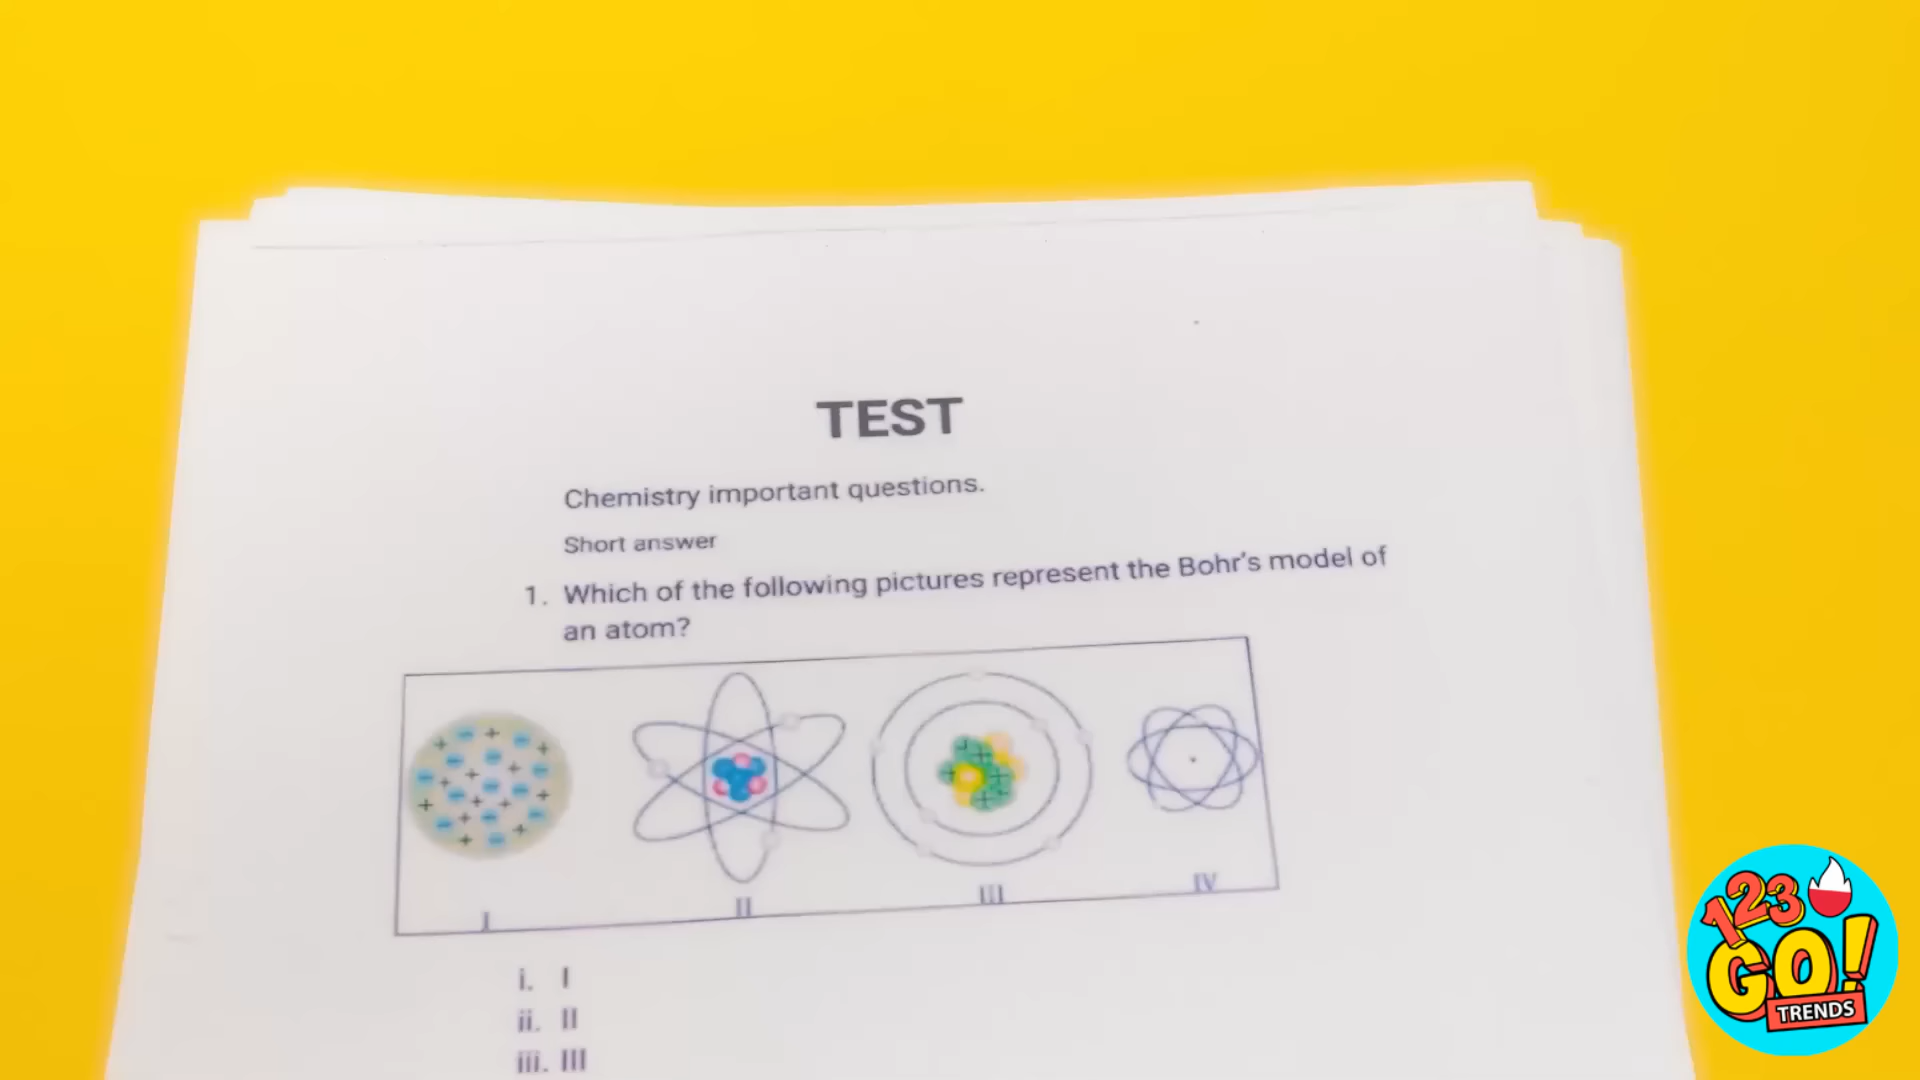 TEST
Chemistry important questions.
Short answer
1. Which of the following pictures represent the Bohr's model of
an atom?
I II III IV
i. I
ii. II
iii. III
123
GO!
TRENDS